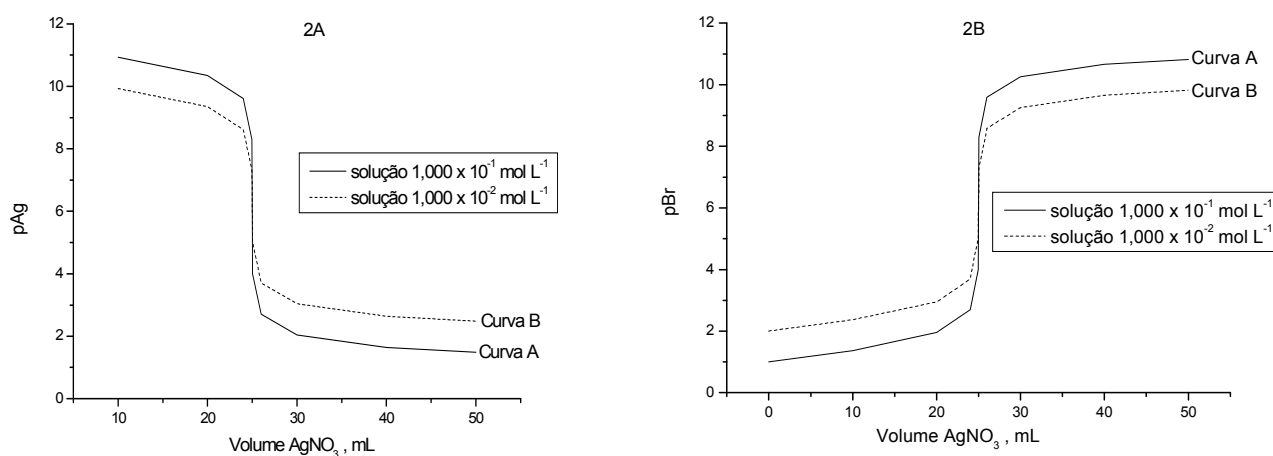 2A
12
10
8
6
4
2
0
pAg
solução 1,000 x 10⁻¹ mol L⁻¹
solução 1,000 x 10⁻² mol L⁻¹
Curva B
Curva A
10 20 30 40 50
Volume AgNO₃ , mL
2B
12
10
8
6
4
2
0
pBr
Curva A
Curva B
solução 1,000 x 10⁻¹ mol L⁻¹
solução 1,000 x 10⁻² mol L⁻¹
0 10 20 30 40 50
Volume AgNO₃ , mL